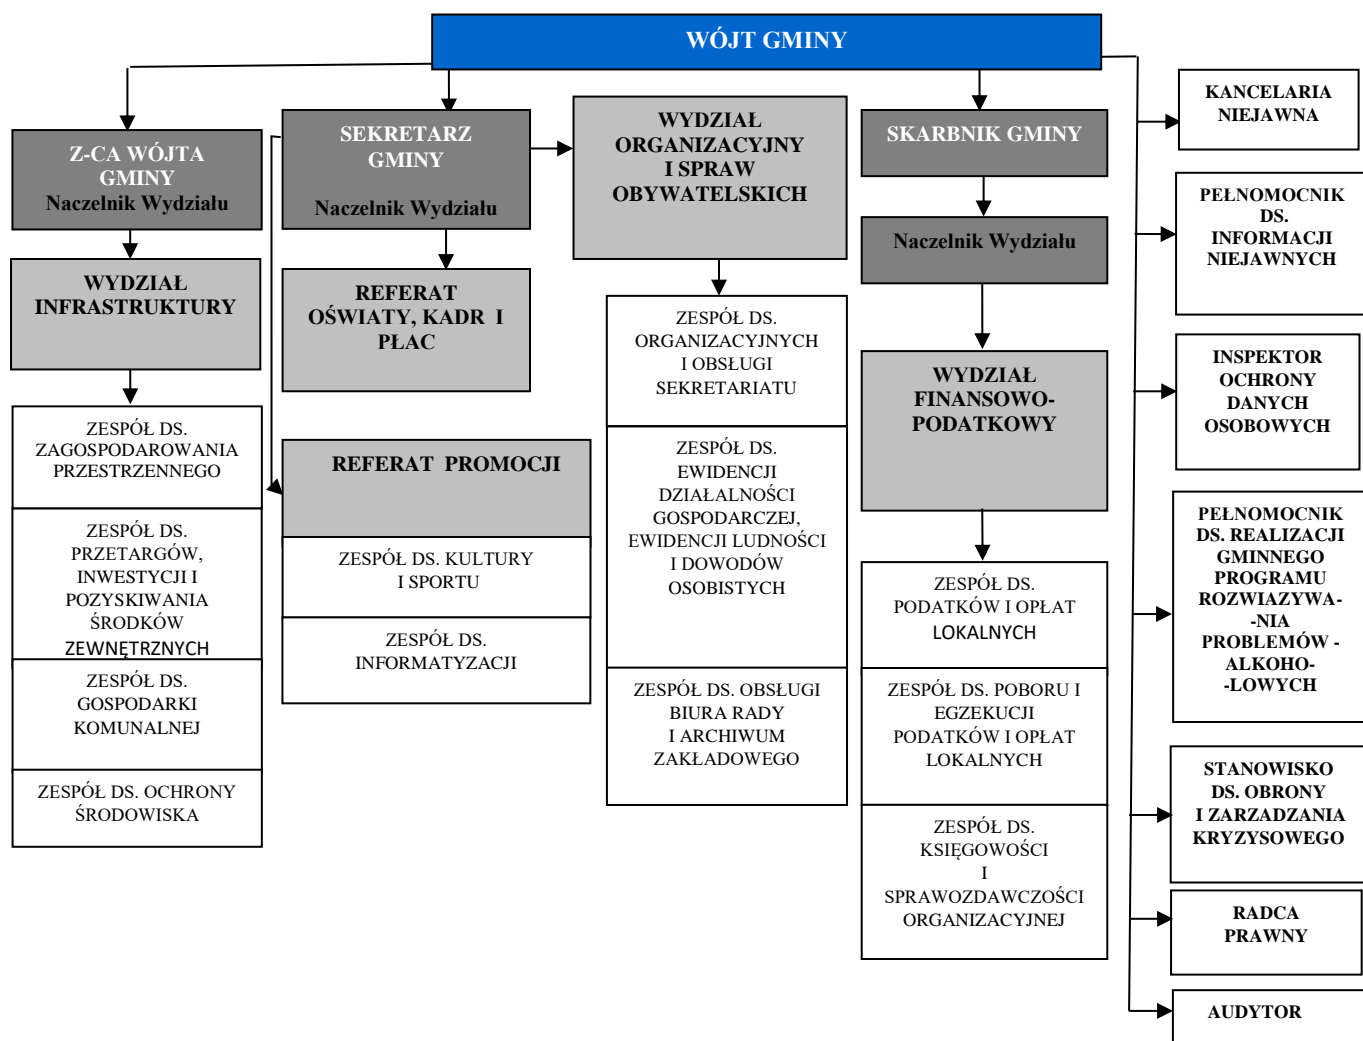 WÓJT GMINY
Z-CA WÓJTA
GMINY
Naczelnik Wydziału
WYDZIAŁ
INFRASTRUKTURY
ZESPÓŁ DS.
ZAGOSPODAROWANIA
PRZESTRZENNEGO
ZESPÓŁ DS.
PRZETARGÓW,
INWESTYCJI I
POZYSKIWANIA
ŚRODKÓW
ZEWNĘTRZNYCH
ZESPÓŁ DS.
GOSPODARKI
KOMUNALNEJ
ZESPÓŁ DS. OCHRONY
ŚRODOWISKA
SEKRETARZ
GMINY
Naczelnik Wydziału
REFERAT
OŚWIATY, KADR I
PŁAC
REFERAT PROMOCJI
ZESPÓŁ DS. KULTURY
I SPORTU
ZESPÓŁ DS.
INFORMATYZACJI
WYDZIAŁ
ORGANIZACYJNY
I SPRAW
OBYWATELSKICH
ZESPÓŁ DS.
ORGANIZACYJNYCH
I OBSŁUGI
SEKRETARIATU
ZESPÓŁ DS.
EWIDENCJI
DZIAŁALNOŚCI
GOSPODARCZEJ,
EWIDENCJI LUDNOŚCI
I DOWODÓW
OSOBISTYCH
ZESPÓŁ DS. OBSŁUGI
BIURA RADY
I ARCHIWUM
ZAKŁADOWEGO
SKARBNIK GMINY
Naczelnik Wydziału
WYDZIAŁ
FINANSOWO-
PODATKOWY
ZESPÓŁ DS.
PODATKÓW I OPŁAT
LOKALNYCH
ZESPÓŁ DS. POBORU I
EGZEKUCJI
PODATKÓW I OPŁAT
LOKALNYCH
ZESPÓŁ DS.
KSIĘGOWOŚCI
I
SPRAWOZDAWCZOŚCI
ORGANIZACYJNEJ
KANCELARIA
NIEJAWNA
PEŁNOMOCNIK
DS.
INFORMACJI
NIEJAWNYCH
INSPEKTOR
OCHRONY
DANYCH
OSOBOWYCH
PEŁNOMOCNIK
DS. REALIZACJI
GMINNEGO
PROGRAMU
ROZWIAZYWA-
-NIA
PROBLEMÓW -
ALKOHO-
-LOWYCH
STANOWISKO
DS. OBRONY
I ZARZADZANIA
KRYZYSOWEGO
RADCA
PRAWNY
AUDYTOR